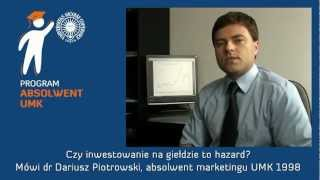 PROGRAM
ABSOLWENT
UMK
Czy inwestowanie na giełdzie to hazard?
Mówi dr Dariusz Piotrowski, absolwent marketingu UMK 1998